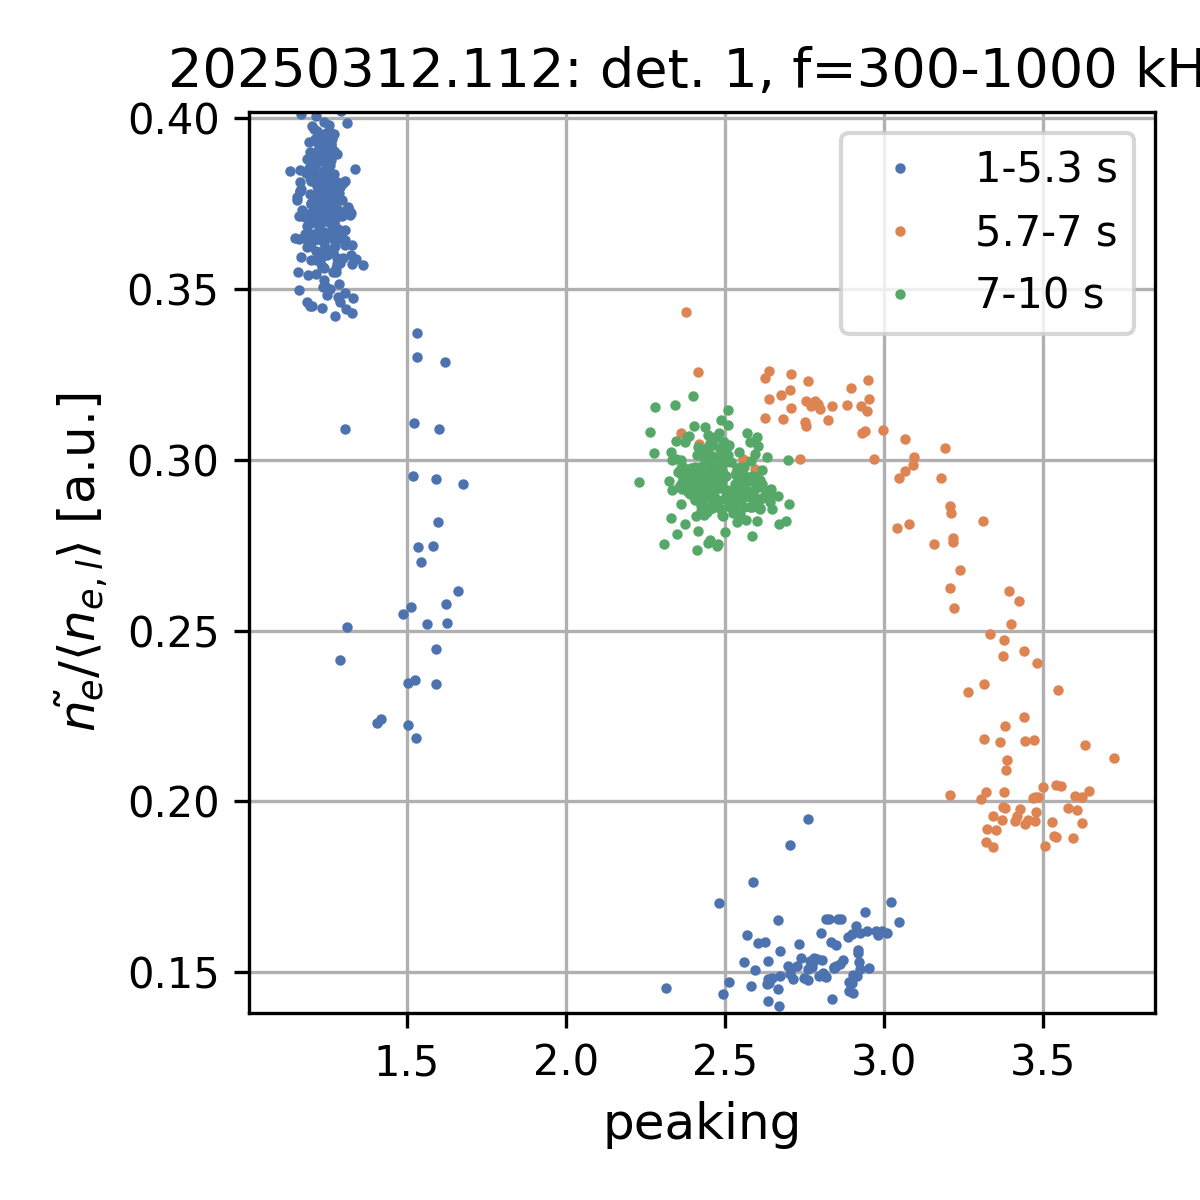 20250312.112: det. 1, f=300-1000 kH
1-5.3 s
5.7-7 s
7-10 s
0.40
0.35
0.30
0.25
0.20
0.15
ñₑ/⟨nₑ,ₗ⟩ [a.u.]
1.5 2.0 2.5 3.0 3.5
peaking